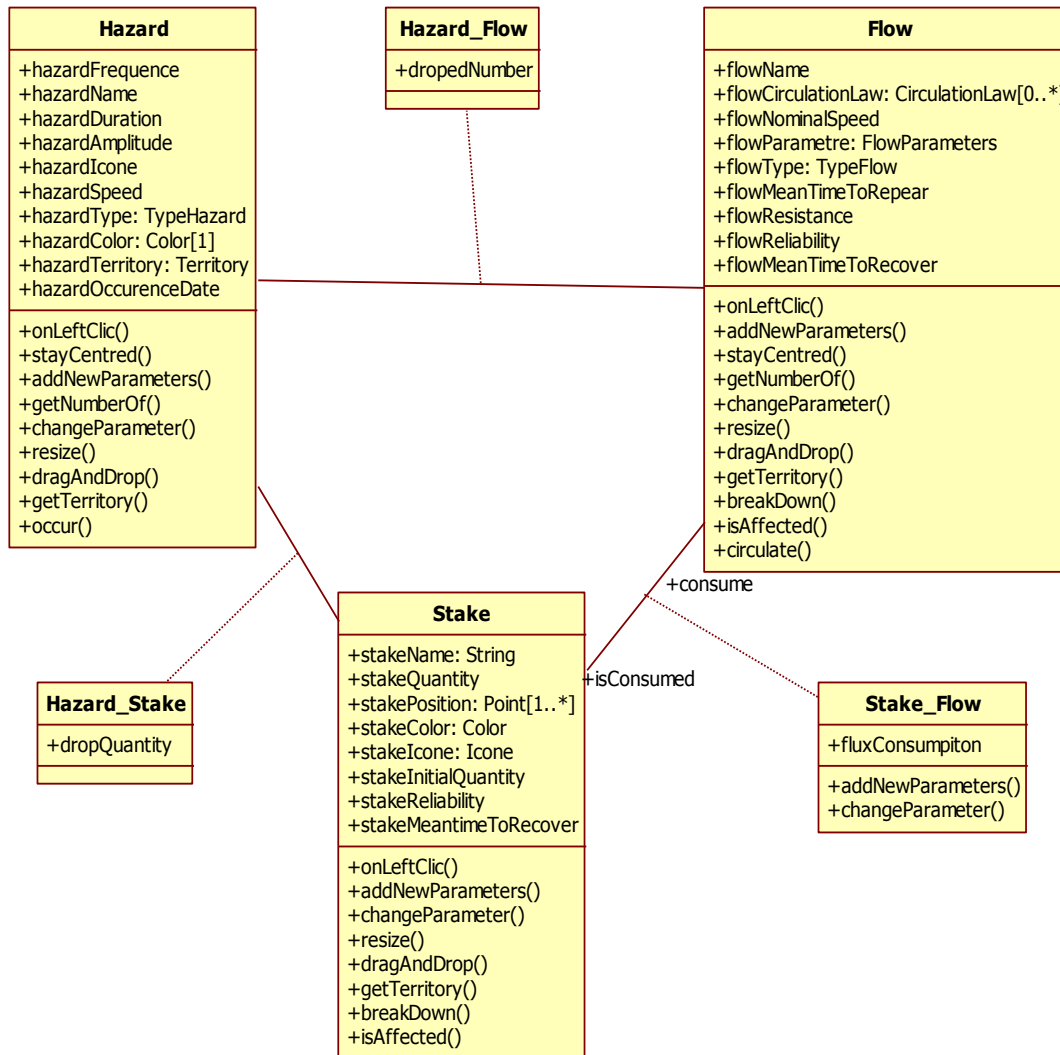 Hazard
+hazardFrequence
+hazardName
+hazardDuration
+hazardAmplitude
+hazardIcone
+hazardSpeed
+hazardType: TypeHazard
+hazardColor: Color[1]
+hazardTerritory: Territory
+hazardOccurenceDate
+onLeftClic()
+stayCentred()
+addNewParameters()
+getNumberOf()
+changeParameter()
+resize()
+dragAndDrop()
+getTerritory()
+occur()
Hazard_Flow
+dropedNumber
Flow
+flowName
+flowCirculationLaw: CirculationLaw[0..*]
+flowNominalSpeed
+flowParametre: FlowParameters
+flowType: TypeFlow
+flowMeanTimeToRepear
+flowResistance
+flowReliability
+flowMeanTimeToRecover
+onLeftClic()
+addNewParameters()
+stayCentred()
+getNumberOf()
+changeParameter()
+resize()
+dragAndDrop()
+getTerritory()
+breakDown()
+isAffected()
+circulate()
+consume
+isConsumed
Hazard_Stake
+dropQuantity
Stake
+stakeName: String
+stakeQuantity
+stakePosition: Point[1..*]
+stakeColor: Color
+stakeIcone: Icone
+stakeInitialQuantity
+stakeReliability
+stakeMeantimeToRecover
+onLeftClic()
+addNewParameters()
+changeParameter()
+resize()
+dragAndDrop()
+getTerritory()
+breakDown()
+isAffected()
Stake_Flow
+fluxConsumpiton
+addNewParameters()
+changeParameter()